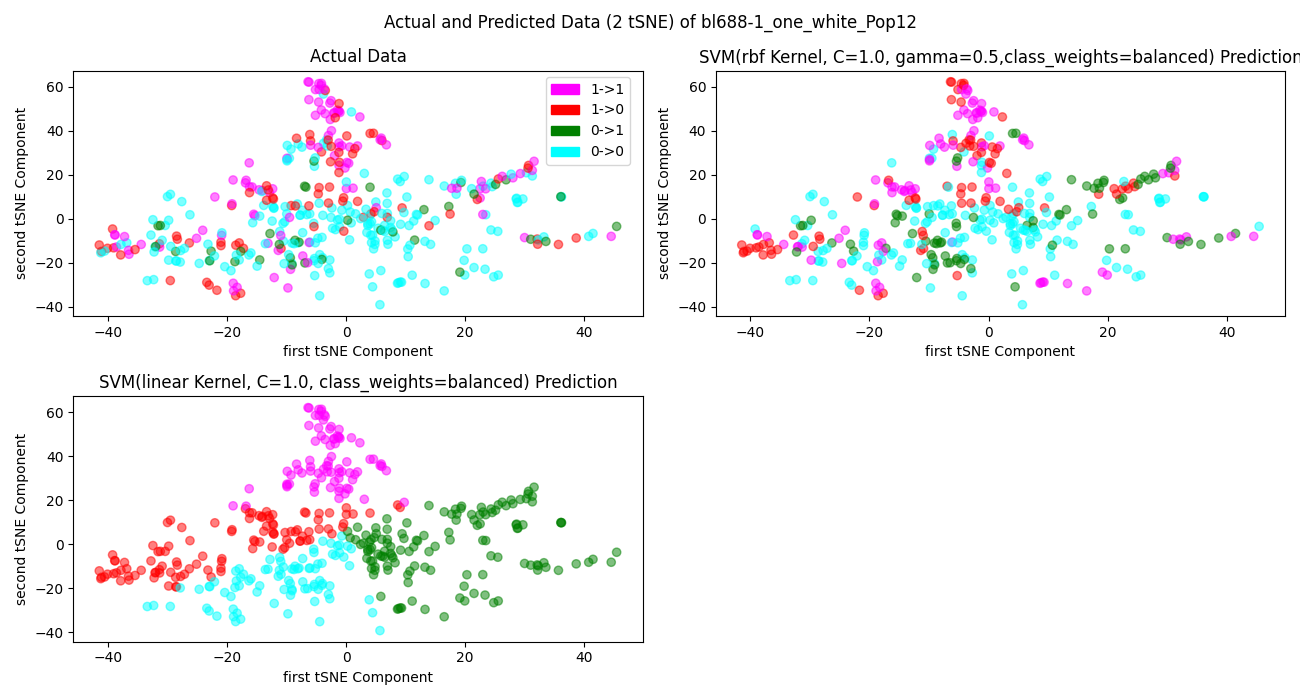 Actual and Predicted Data (2 tSNE) of bl688-1_one_white_Pop12
Actual Data
60
40
20
0
−20
−40
second tSNE Component
−40 −20 0 20 40
first tSNE Component
1->1
1->0
0->1
0->0
SVM(rbf Kernel, C=1.0, gamma=0.5,class_weights=balanced) Prediction
60
40
20
0
−20
−40
second tSNE Component
−40 −20 0 20 40
first tSNE Component
SVM(linear Kernel, C=1.0, class_weights=balanced) Prediction
60
40
20
0
−20
−40
second tSNE Component
−40 −20 0 20 40
first tSNE Component